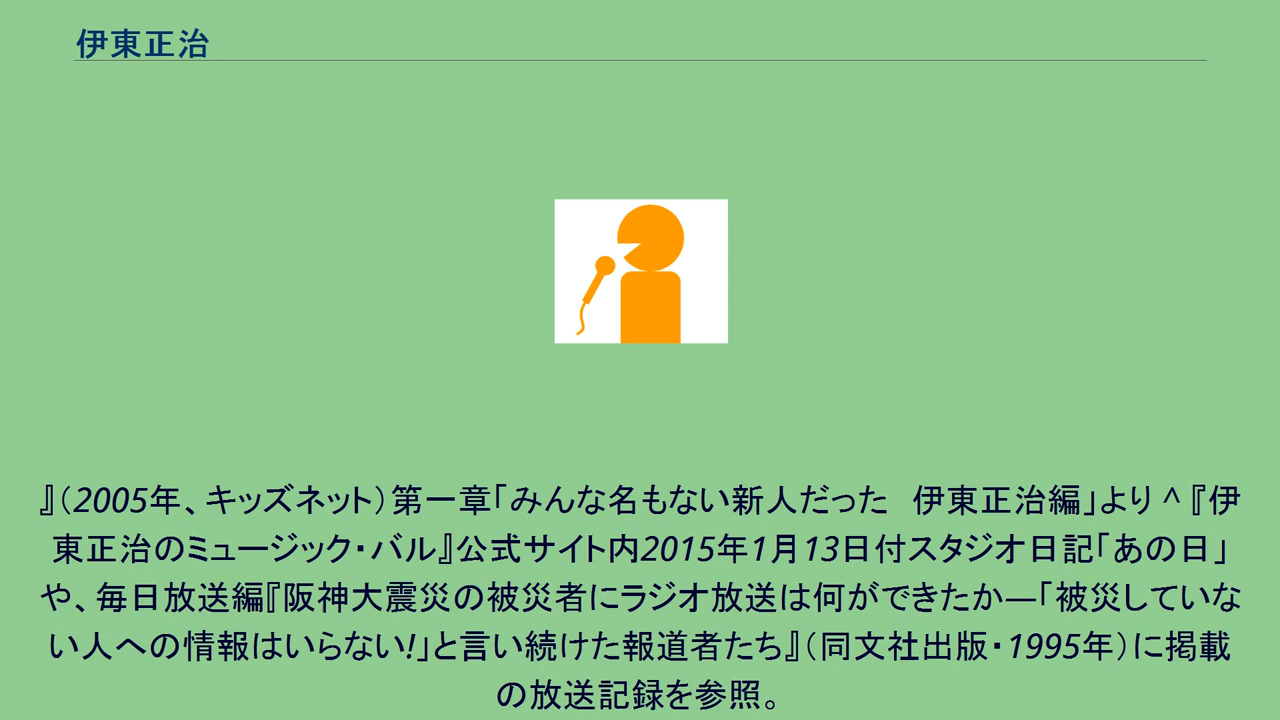 伊東正治
』（2005年、キッズネット）第一章「みんな名もない新人だった　伊東正治編」より ^ 『伊
東正治のミュージック・バル』公式サイト内2015年1月13日付スタジオ日記「あの日」
や、毎日放送編『阪神大震災の被災者にラジオ放送は何ができたか―「被災していな
い人への情報はいらない!」と言い続けた報道者たち』（同文社出版・1995年）に掲載
の放送記録を参照。